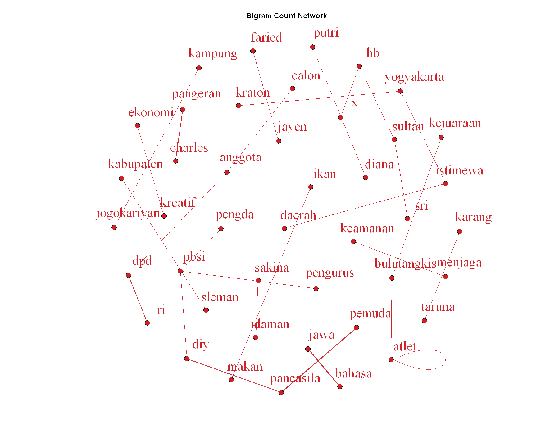 Bigram Count Network
putri
faried
kampung
hb
calon
yogyakarta
pangeran
kraton
ekonomi
javen
sultan
kejuaraan
charles
anggota
kabupaten
ikan
diana
istimewa
kreatif
sri
jogokariyan
pengda
daerah
karang
keamanan
pbsi
dpd
sakina
pengurus
bulutangkis
menjaga
sleman
ri
idaman
jawa
pemuda
taruna
diy
atlet
makan
pancasila
bahasa